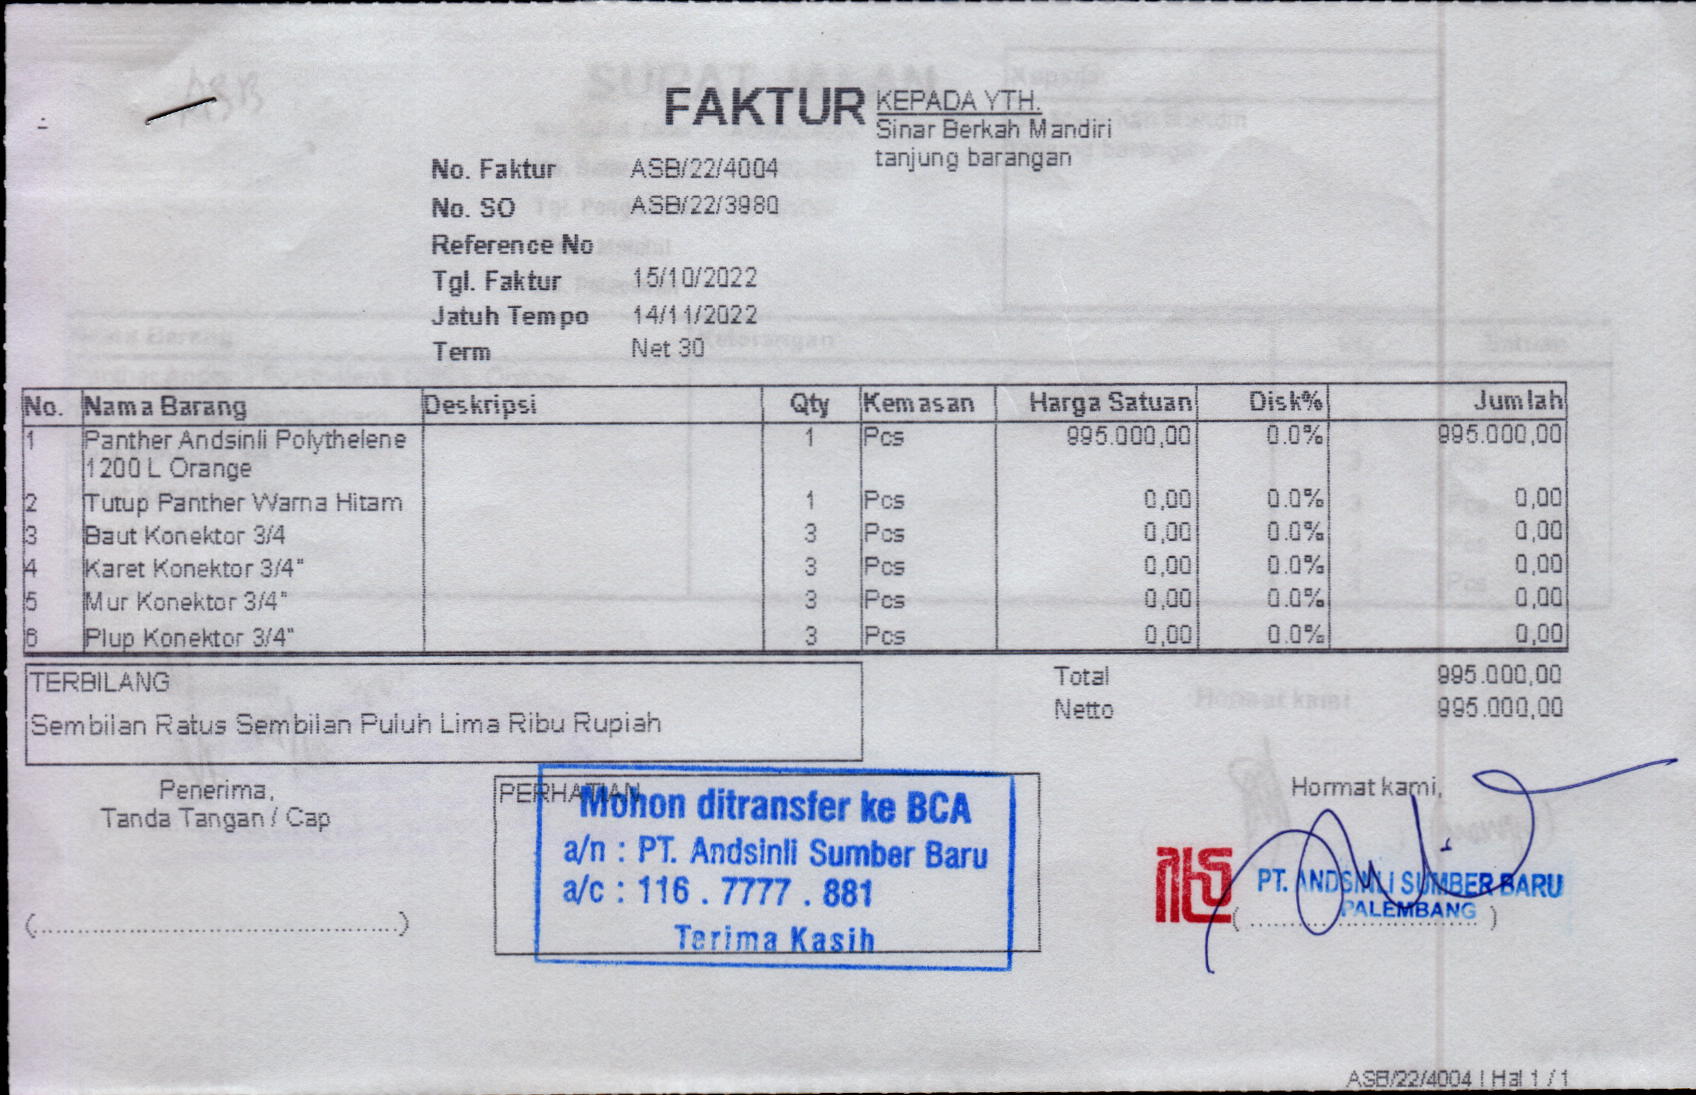 FAKTUR
KEPADA YTH.
Sinar Berkah Mandiri
tanjung barangan
No. Faktur ASB/22/4004
No. SO ASB/22/3980
Reference No
Tgl. Faktur 15/10/2022
Jatuh Tempo 14/11/2022
Term Net 30
No. Nama Barang Deskripsi Qty Kemasan Harga Satuan Disk% Jumlah
1 Panther Andsinli Polythelene 1 Pcs 995.000,00 0.0% 995.000,00
1200 L Orange
2 Tutup Panther Warna Hitam 1 Pcs 0,00 0.0% 0,00
3 Baut Konektor 3/4 3 Pcs 0,00 0.0% 0,00
4 Karet Konektor 3/4" 3 Pcs 0,00 0.0% 0,00
5 Mur Konektor 3/4" 3 Pcs 0,00 0.0% 0,00
6 Plup Konektor 3/4" 3 Pcs 0,00 0.0% 0,00
TERBILANG
Sembilan Ratus Sembilan Puluh Lima Ribu Rupiah
Total 995.000,00
Netto 995.000,00
Penerima,
Tanda Tangan / Cap
(..............................................)
PERHATIAN
Mohon ditransfer ke BCA
a/n : PT. Andsinli Sumber Baru
a/c : 116 . 7777 . 881
Terima Kasih
Hormat kami,
PT. ANDSINLI SUMBER BARU
PALEMBANG
(..............................)
ASB/22/4004 | Hal 1 / 1